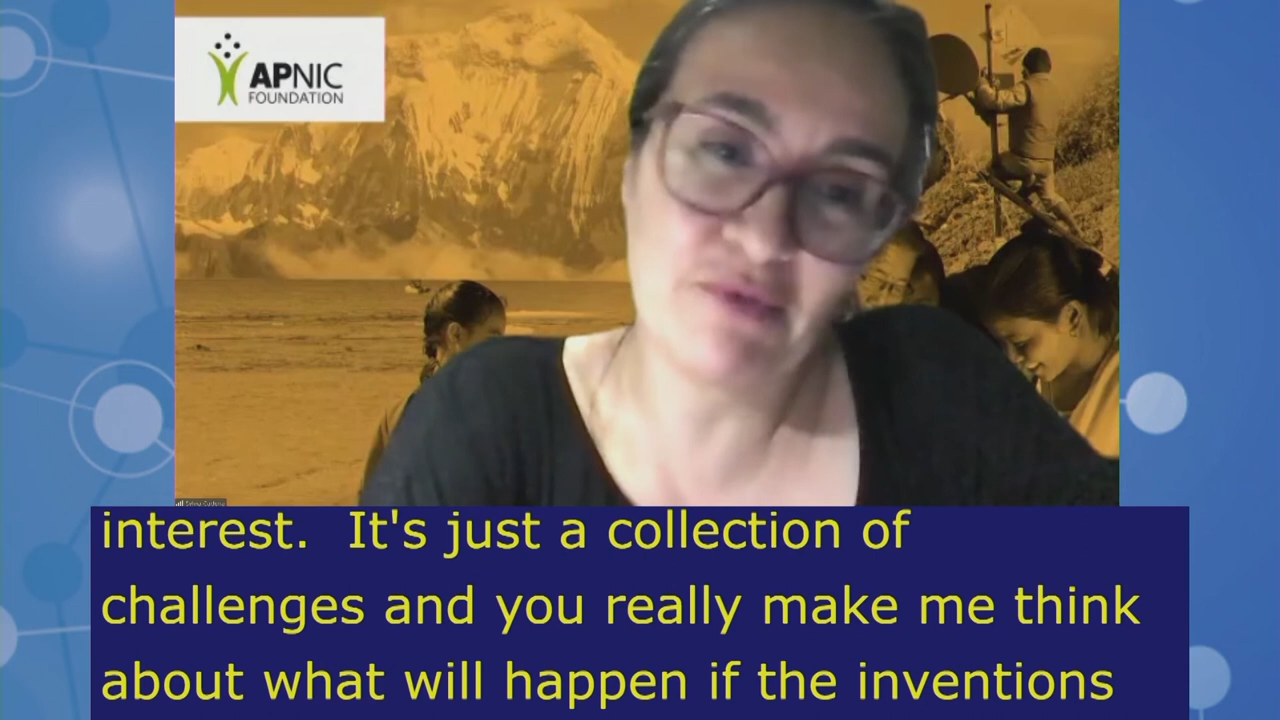 APNIC
FOUNDATION
interest.  It's just a collection of
challenges and you really make me think
about what will happen if the inventions